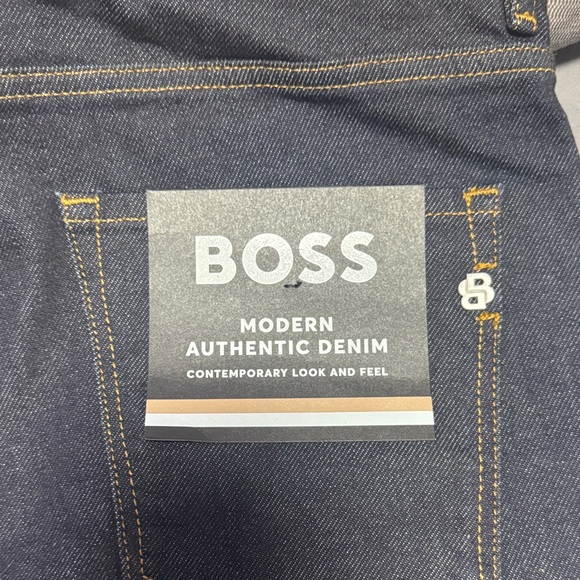 BOSS
MODERN
AUTHENTIC DENIM
CONTEMPORARY LOOK AND FEEL
B